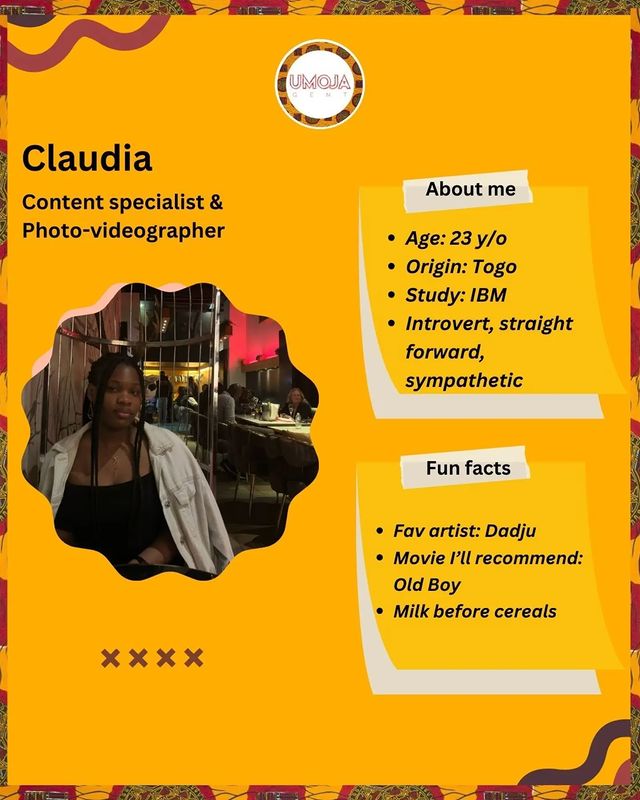 UMOJA
GENT
Claudia
Content specialist &
Photo-videographer
About me
Age: 23 y/o
Origin: Togo
Study: IBM
Introvert, straight
forward,
sympathetic
Fun facts
Fav artist: Dadju
Movie I’ll recommend:
Old Boy
Milk before cereals